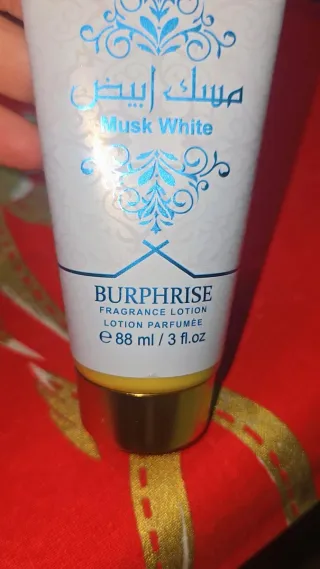 مسك ابيض
Musk White
BURPHRISE
FRAGRANCE LOTION
LOTION PARFUMÉE
℮ 88 ml / 3 fl.oz